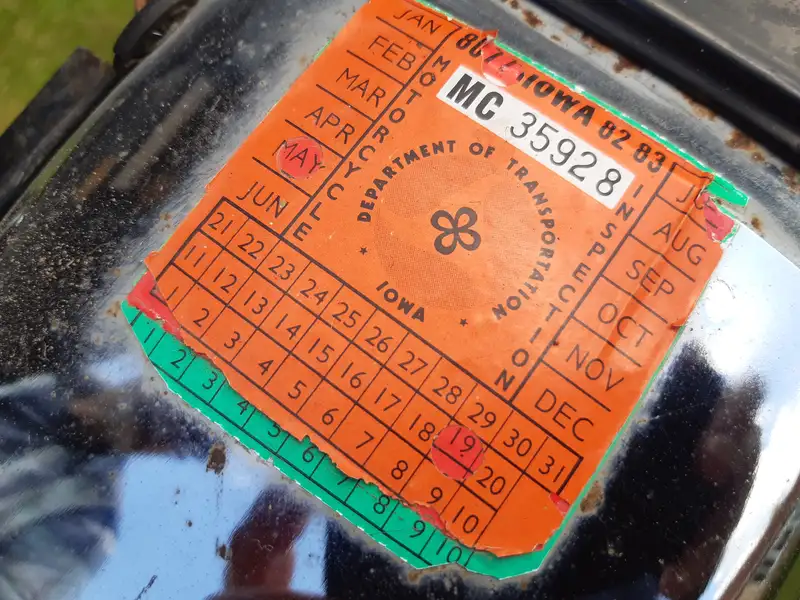 80 IOWA 82 83
MC 35928
JAN
FEB
MAR
APR
MAY
JUN
MOTORCYCLE
DEPARTMENT OF TRANSPORTATION
IOWA
INSPECTION
AUG
SEP
OCT
NOV
DEC
21 22 23 24 25 26 27 28 29 30 31
11 12 13 14 15 16 17 18 19 20
1 2 3 4 5 6 7 8 9 10
1 2 3 4 5 6 7 8 9 10